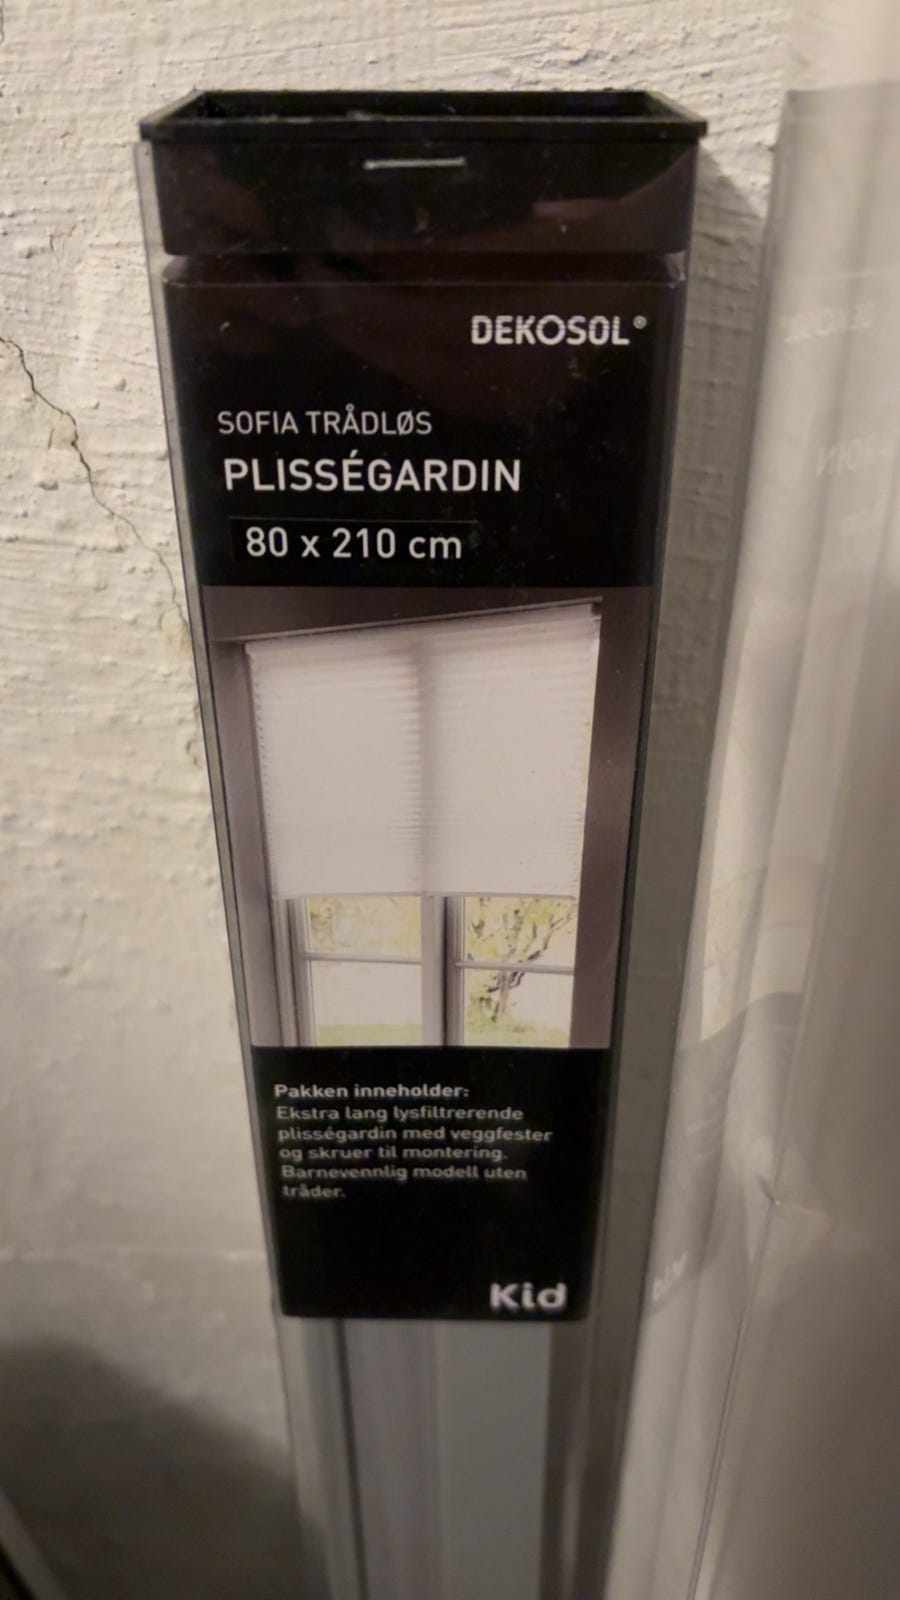 DEKOSOL®
SOFIA TRÅDLØS
PLISSÉGARDIN
80 x 210 cm
Pakken inneholder:
Ekstra lang lysfiltrerende
plisségardin med veggfester
og skruer til montering.
Barnevennlig modell uten
tråder.
Kid